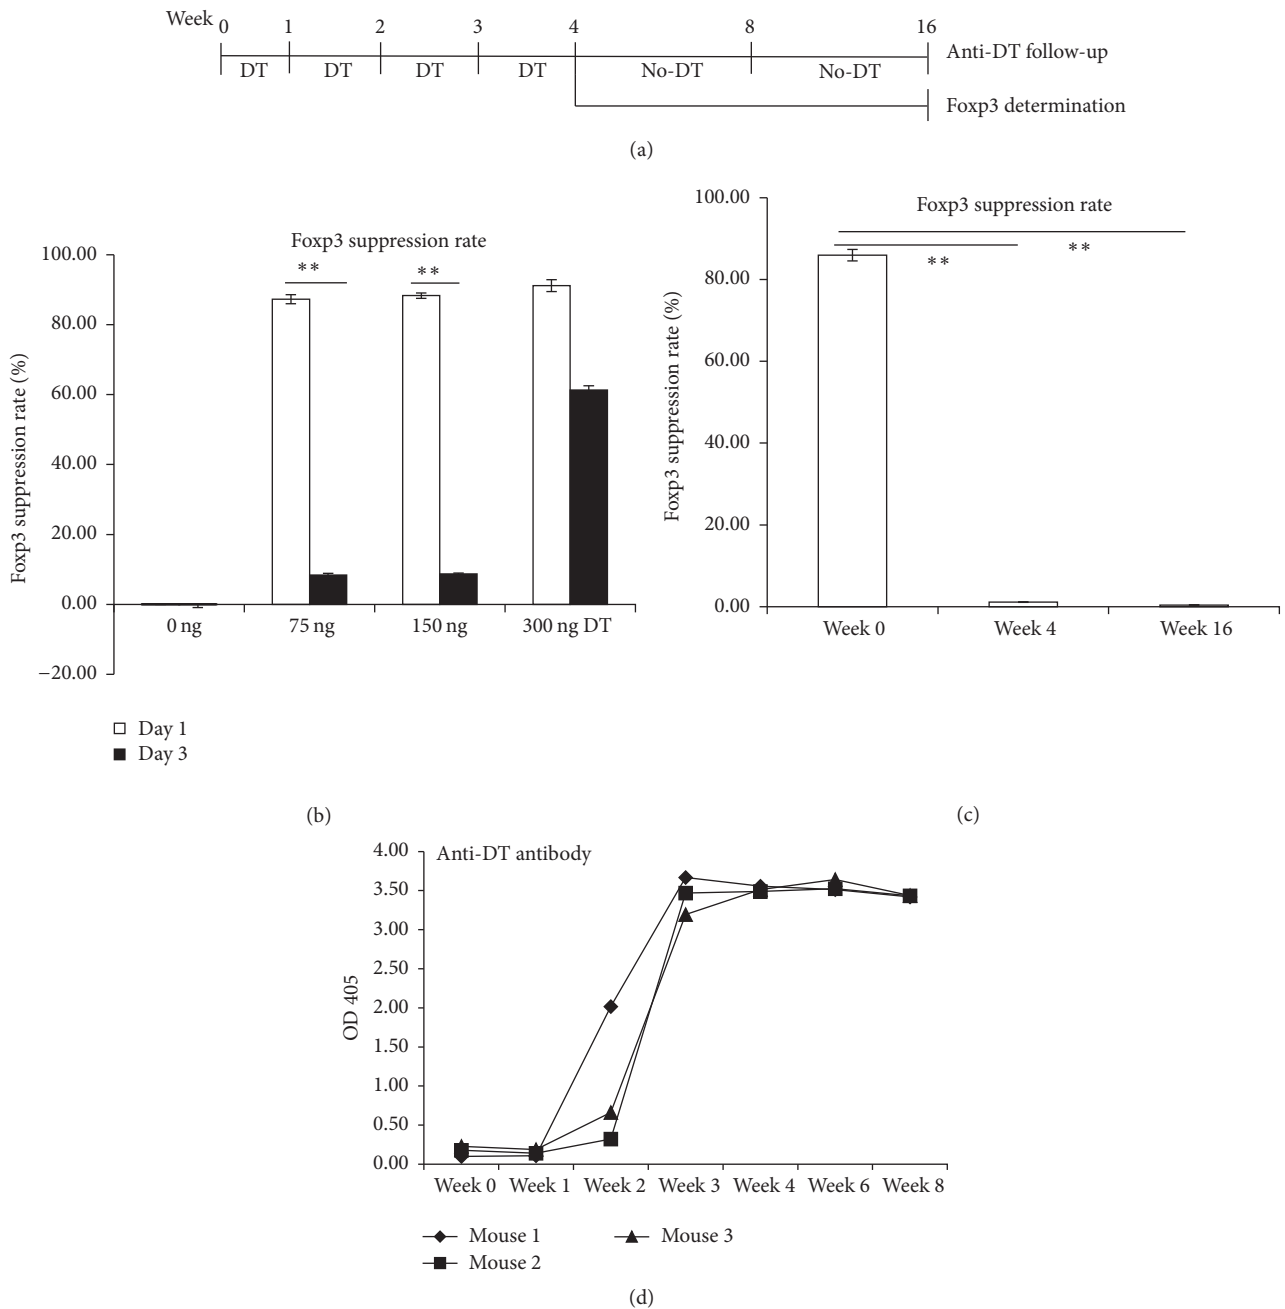 Week 0 1 2 3 4 8 16
Anti-DT follow-up
DT DT DT DT No-DT No-DT
Foxp3 determination
(a)
Foxp3 suppression rate
100.00
80.00
60.00
40.00
20.00
0.00
−20.00
Foxp3 suppression rate (%)
** **
0 ng 75 ng 150 ng 300 ng DT
Day 1
Day 3
(b)
Foxp3 suppression rate
100.00
80.00
60.00
40.00
20.00
0.00
Foxp3 suppression rate (%)
** **
Week 0 Week 4 Week 16
(c)
Anti-DT antibody
4.00
3.50
3.00
2.50
2.00
1.50
1.00
0.50
0.00
OD 405
Week 0 Week 1 Week 2 Week 3 Week 4 Week 6 Week 8
Mouse 1 Mouse 3
Mouse 2
(d)